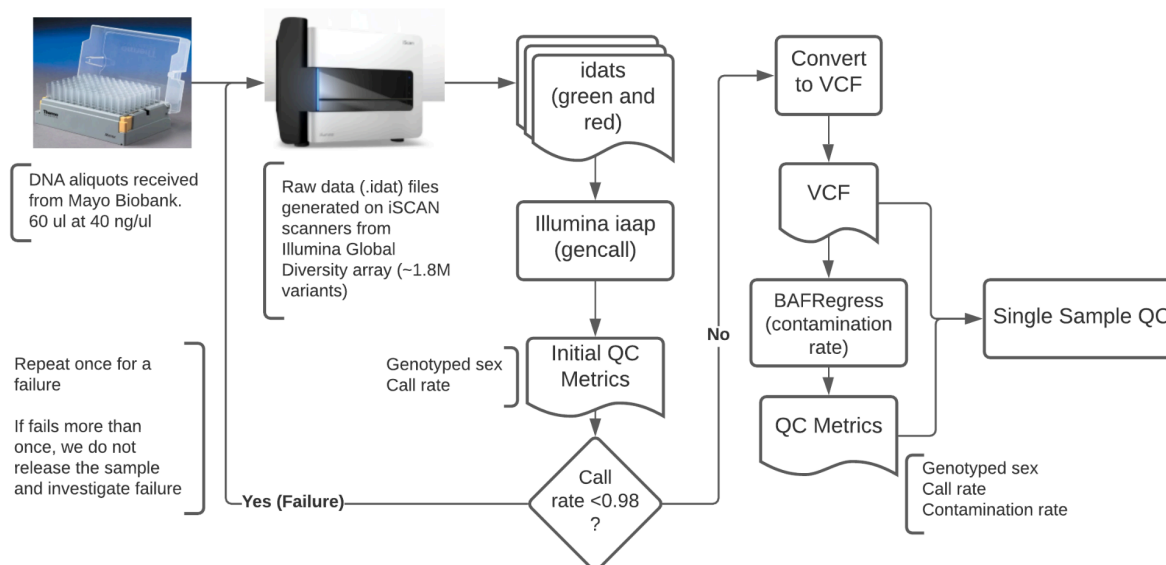 DNA aliquots received
from Mayo Biobank.
60 ul at 40 ng/ul
Raw data (.idat) files
generated on iSCAN
scanners from
Illumina Global
Diversity array (~1.8M
variants)
idats
(green and
red)
Illumina iaap
(gencall)
Genotyped sex
Call rate
Initial QC
Metrics
Call
rate <0.98
?
Yes (Failure)
Repeat once for a
failure
If fails more than
once, we do not
release the sample
and investigate failure
No
Convert
to VCF
VCF
BAFRegress
(contamination
rate)
QC Metrics
Genotyped sex
Call rate
Contamination rate
Single Sample QC